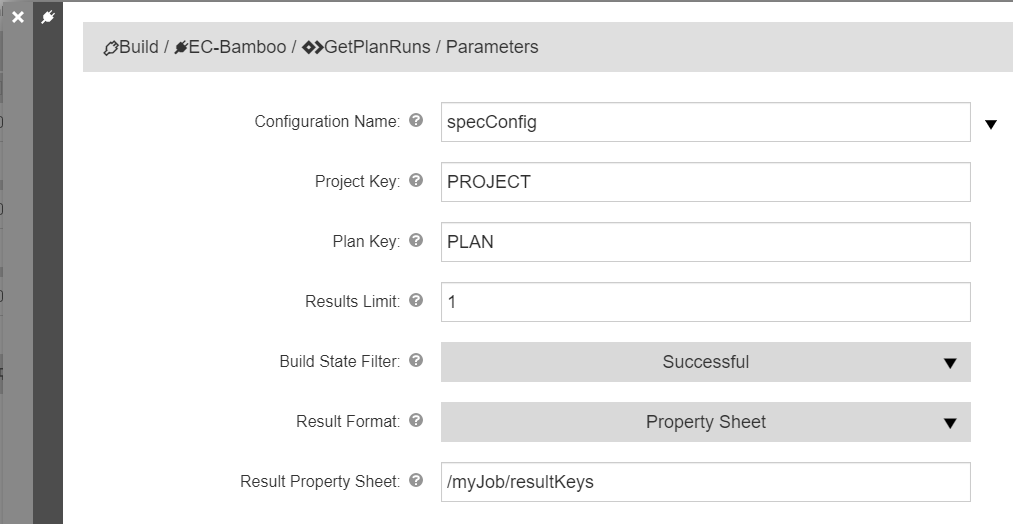 Build / EC-Bamboo / GetPlanRuns / Parameters
Configuration Name: specConfig
Project Key: PROJECT
Plan Key: PLAN
Results Limit: 1
Build State Filter: Successful
Result Format: Property Sheet
Result Property Sheet: /myJob/resultKeys